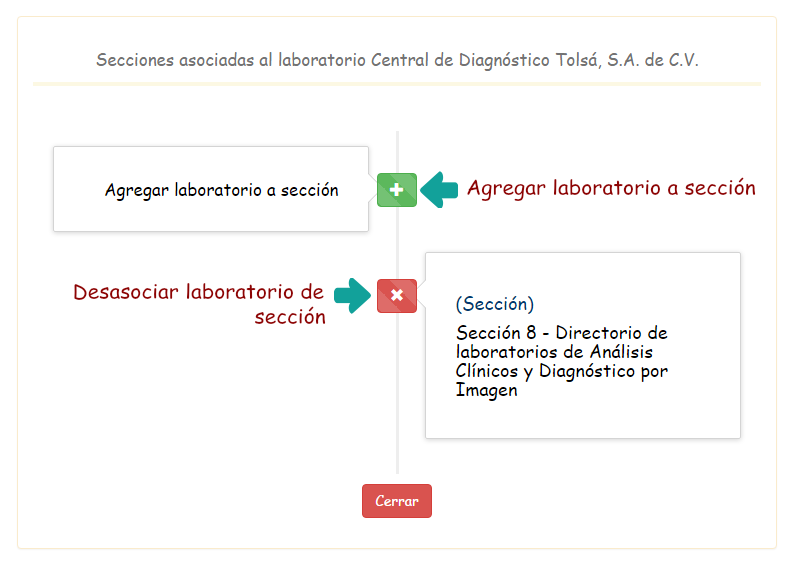 Secciones asociadas al laboratorio Central de Diagnóstico Tolsá, S.A. de C.V.
Agregar laboratorio a sección
Agregar laboratorio a sección
Desasociar laboratorio de
sección
(Sección)
Sección 8 - Directorio de
laboratorios de Análisis
Clínicos y Diagnóstico por
Imagen
Cerrar